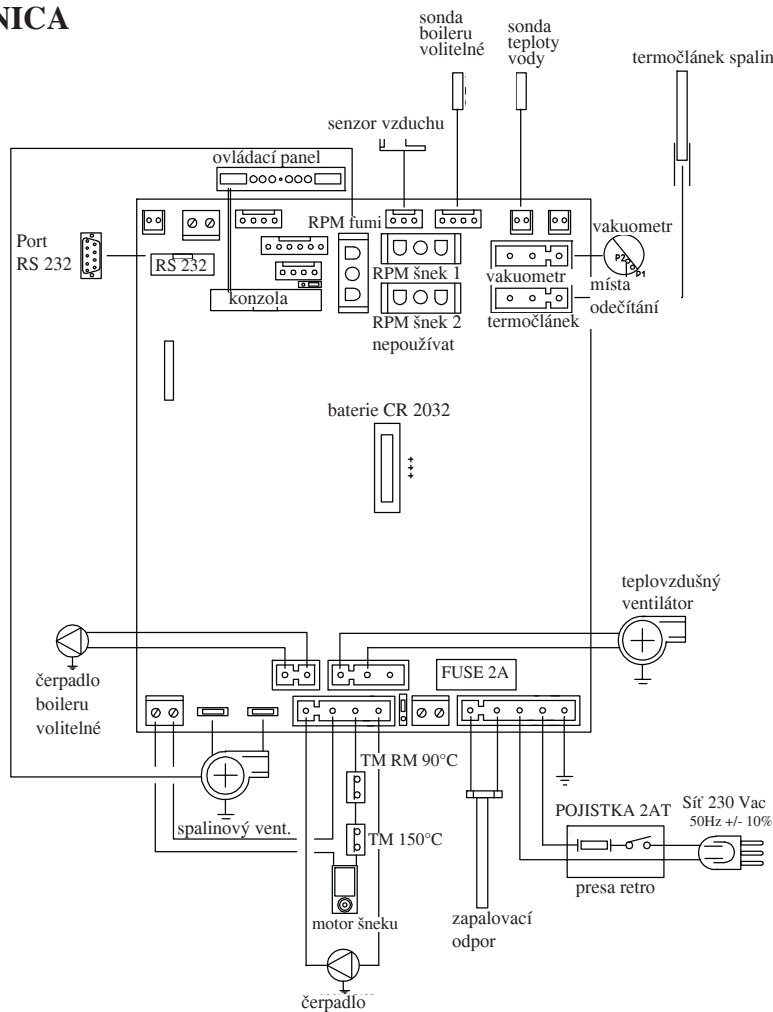 NICA
sonda
boileru
volitelné
sonda
teploty
vody
termočlánek spalin
senzor vzduchu
ovládací panel
RPM fumi
vakuometr
Port
RS 232
RS 232
RPM šnek 1
vakuometr
P2
P1
místa
odečítání
konzola
RPM šnek 2
nepoužívat
termočlánek
baterie CR 2032
+++
teplovzdušný
ventilátor
čerpadlo
boileru
volitelné
FUSE 2A
TM RM 90°C
spalinový vent.
TM 150°C
POJISTKA 2AT
Síť 230 Vac
50Hz +/- 10%
presa retro
motor šneku
zapalovací
odpor
čerpadlo